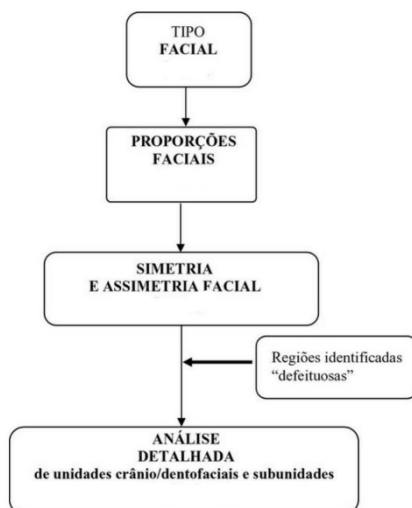 TIPO
FACIAL
PROPORÇÕES
FACIAIS
SIMETRIA
E ASSIMETRIA FACIAL
Regiões identificadas
“defeituosas”
ANÁLISE
DETALHADA
de unidades crânio/dentofaciais e subunidades